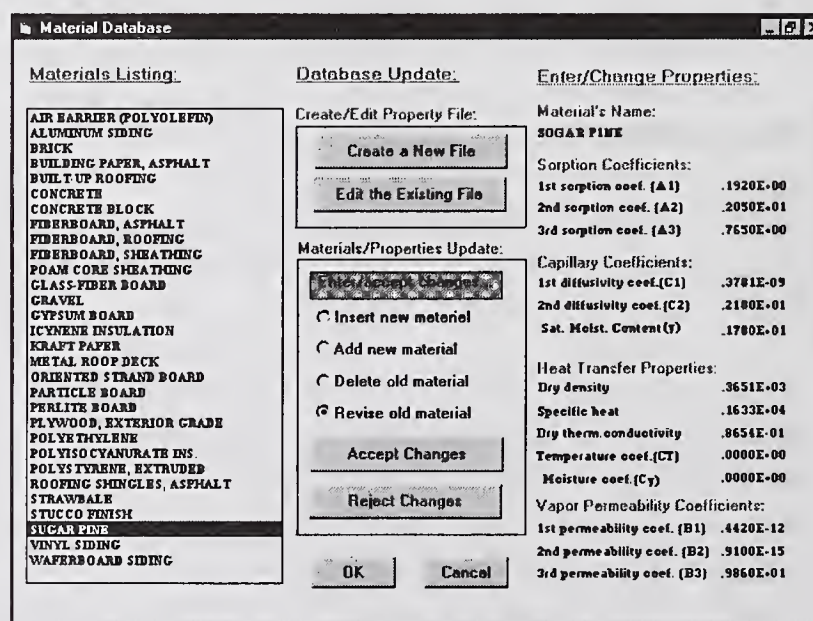 Material Database
Materials Listing:
AIR BARRIER (POLYOLEFIN)
ALUMINUM SIDING
BRICK
BUILDING PAPER, ASPHALT
BUILT-UP ROOFING
CONCRETE
CONCRETE BLOCK
FIBERBOARD, ASPHALT
FIBERBOARD, ROOFING
FIBERBOARD, SHEATHING
FOAM CORE SHEATHING
GLASS-FIBER BOARD
GRAVEL
GYPSUM BOARD
ICYNENE INSULATION
KRAFT PAPER
METAL ROOF DECK
ORIENTED STRAND BOARD
PARTICLE BOARD
PERLITE BOARD
PLYWOOD, EXTERIOR GRADE
POLYETHYLENE
POLYISOCYANURATE INS.
POLYSTYRENE, EXTRUDED
ROOFING SHINGLES, ASPHALT
STRAWBALE
STUCCO FINISH
SUGAR PINE
VINYL SIDING
WAFERBOARD SIDING
Database Update:
Create/Edit Property File:
Create a New File
Edit the Existing File
Materials/Properties Update:
Enter/accept changes...
Insert new material
Add new material
Delete old material
Revise old material
Accept Changes
Reject Changes
OK
Cancel
Enter/Change Properties:
Material's Name:
SUGAR PINE
Sorption Coefficients:
1st sorption coef. (A1) .1920E+00
2nd sorption coef. (A2) .2050E+01
3rd sorption coef. (A3) .7650E+00
Capillary Coefficients:
1st diffusivity coef.(C1) .3781E-09
2nd diffusivity coef.(C2) .2180E+01
Sat. Moist. Content(γ) .1780E+01
Heat Transfer Properties:
Dry density .3651E+03
Specific heat .1633E+04
Dry therm.conductivity .8654E-01
Temperature coef.(CT) .0000E+00
Moisture coef.(Cγ) .0000E+00
Vapor Permeability Coefficients:
1st permeability coef. (B1) .4420E-12
2nd permeability coef. (B2) .9100E-15
3rd permeability coef. (B3) .9860E+01